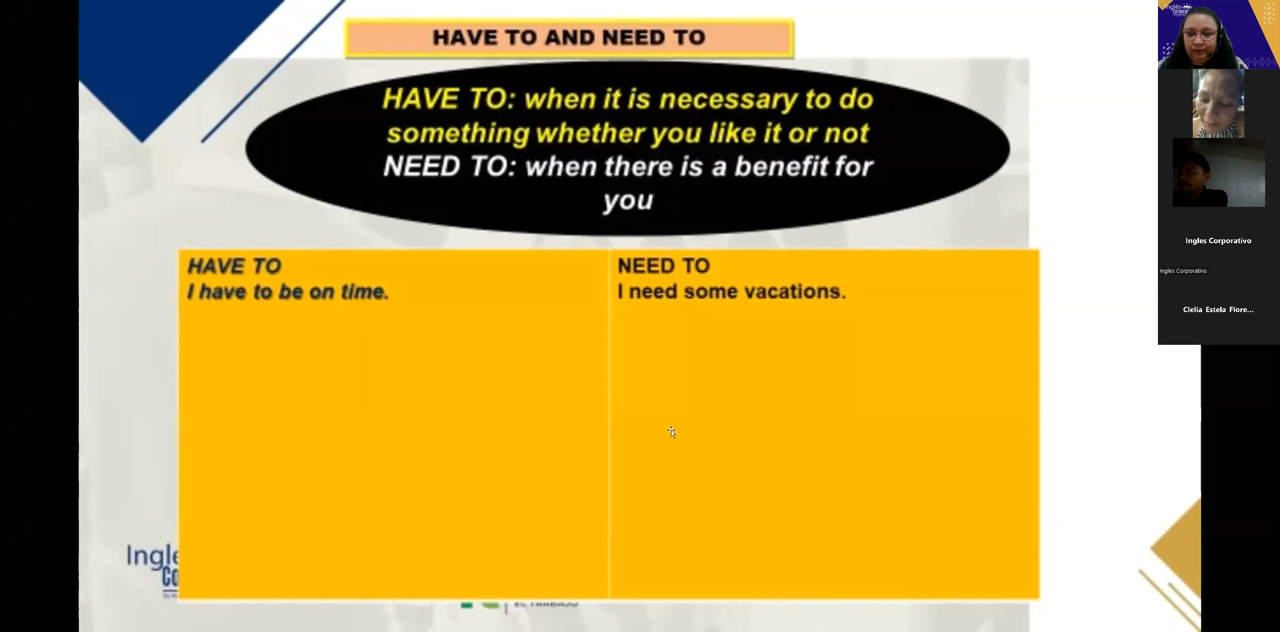 HAVE TO AND NEED TO
HAVE TO: when it is necessary to do
something whether you like it or not
NEED TO: when there is a benefit for
you
HAVE TO
I have to be on time.
NEED TO
I need some vacations.
Ingles Corporativo
Ingles Corporativo
Clelia Estela Flore...
EL TRABAJO